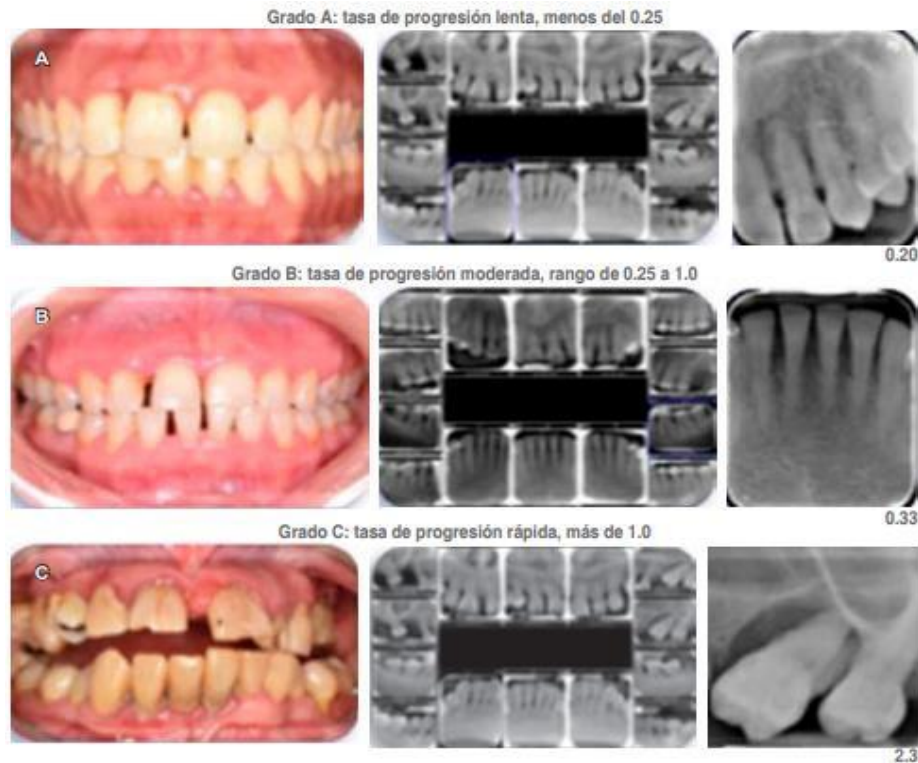 Grado A: tasa de progresión lenta, menos del 0.25
A
0.20
Grado B: tasa de progresión moderada, rango de 0.25 a 1.0
B
0.33
Grado C: tasa de progresión rápida, más de 1.0
C
2.3